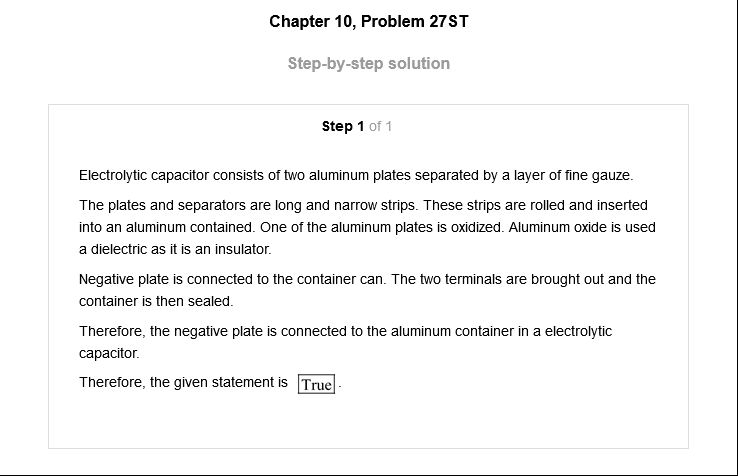 Chapter 10, Problem 27ST
Step-by-step solution
Step 1 of 1
Electrolytic capacitor consists of two aluminum plates separated by a layer of fine gauze.
The plates and separators are long and narrow strips. These strips are rolled and inserted
into an aluminum contained. One of the aluminum plates is oxidized. Aluminum oxide is used
a dielectric as it is an insulator.
Negative plate is connected to the container can. The two terminals are brought out and the
container is then sealed.
Therefore, the negative plate is connected to the aluminum container in a electrolytic
capacitor.
Therefore, the given statement is True.